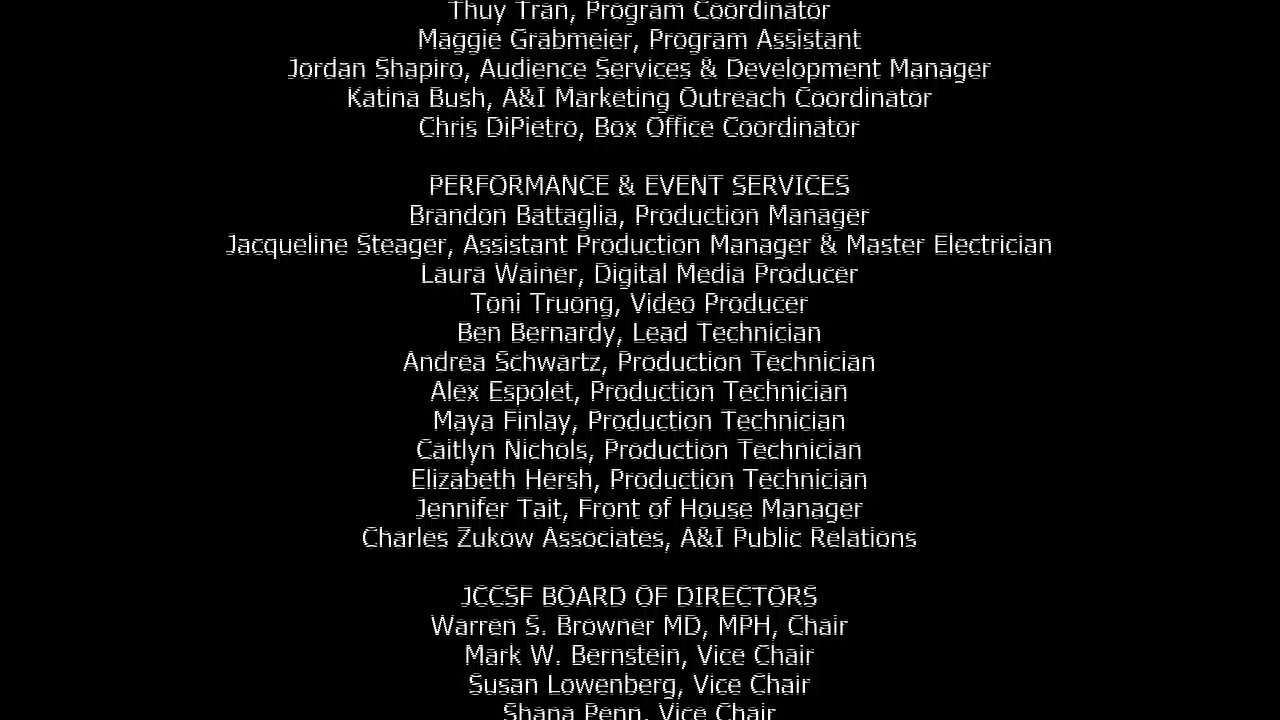 Thuy Tran, Program Coordinator
Maggie Grabmeier, Program Assistant
Jordan Shapiro, Audience Services & Development Manager
Katina Bush, A&I Marketing Outreach Coordinator
Chris DiPietro, Box Office Coordinator
PERFORMANCE & EVENT SERVICES
Brandon Battaglia, Production Manager
Jacqueline Steager, Assistant Production Manager & Master Electrician
Laura Wainer, Digital Media Producer
Toni Truong, Video Producer
Ben Bernardy, Lead Technician
Andrea Schwartz, Production Technician
Alex Espolet, Production Technician
Maya Finlay, Production Technician
Caitlyn Nichols, Production Technician
Elizabeth Hersh, Production Technician
Jennifer Tait, Front of House Manager
Charles Zukow Associates, A&I Public Relations
JCCSF BOARD OF DIRECTORS
Warren S. Browner MD, MPH, Chair
Mark W. Bernstein, Vice Chair
Susan Lowenberg, Vice Chair
Shana Penn, Vice Chair